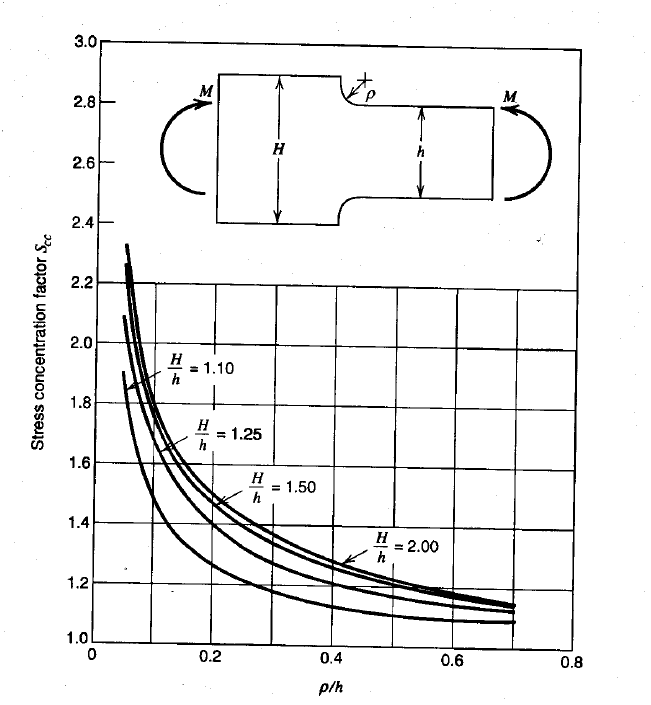 3.0
2.8
2.6
2.4
2.2
2.0
1.8
1.6
1.4
1.2
1.0
Stress concentration factor Scc
M
H
h
ρ
M
H/h = 1.10
H/h = 1.25
H/h = 1.50
H/h = 2.00
0
0.2
0.4
0.6
0.8
ρ/h